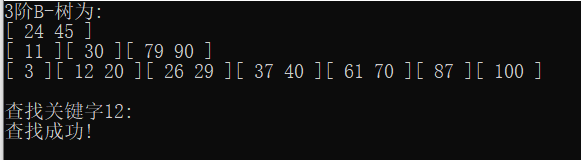 3阶B-树为:
[ 24 45 ]
[ 11 ][ 30 ][ 79 90 ]
[ 3 ][ 12 20 ][ 26 29 ][ 37 40 ][ 61 70 ][ 87 ][ 100 ]
查找关键字12:
查找成功!